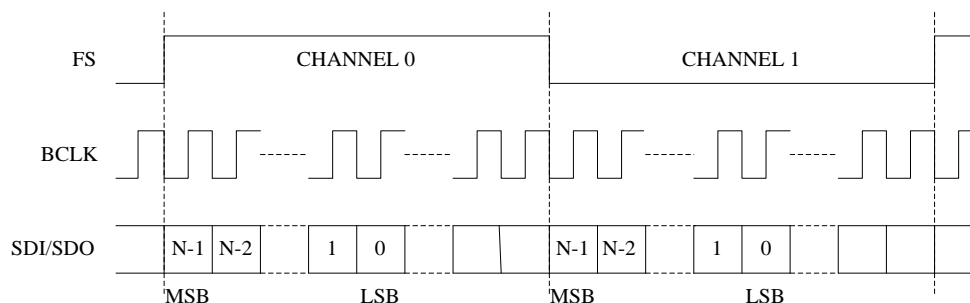 FS CHANNEL 0 CHANNEL 1
BCLK
SDI/SDO N-1 N-2 1 0 N-1 N-2 1 0
MSB LSB MSB LSB